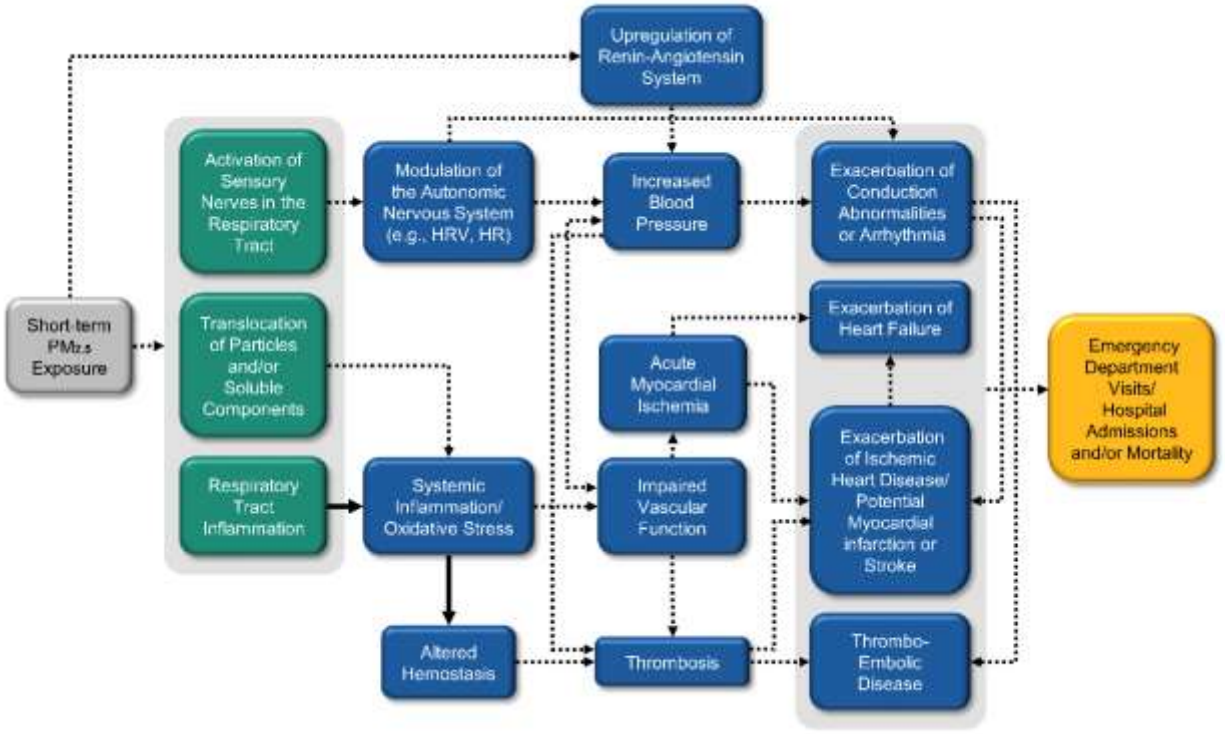 Upregulation of
Renin-Angiotensin
System
Activation of
Sensory
Nerves in the
Respiratory
Tract
Modulation of
the Autonomic
Nervous System
(e.g., HRV, HR)
Increased
Blood
Pressure
Exacerbation of
Conduction
Abnormalities
or Arrhythmia
Short-term
PM2.5
Exposure
Translocation
of Particles
and/or
Soluble
Components
Acute
Myocardial
Ischemia
Exacerbation of
Heart Failure
Emergency
Department
Visits/
Hospital
Admissions
and/or Mortality
Respiratory
Tract
Inflammation
Systemic
Inflammation/
Oxidative Stress
Impaired
Vascular
Function
Exacerbation
of Ischemic
Heart Disease/
Potential
Myocardial
infarction or
Stroke
Altered
Hemostasis
Thrombosis
Thrombo-
Embolic
Disease